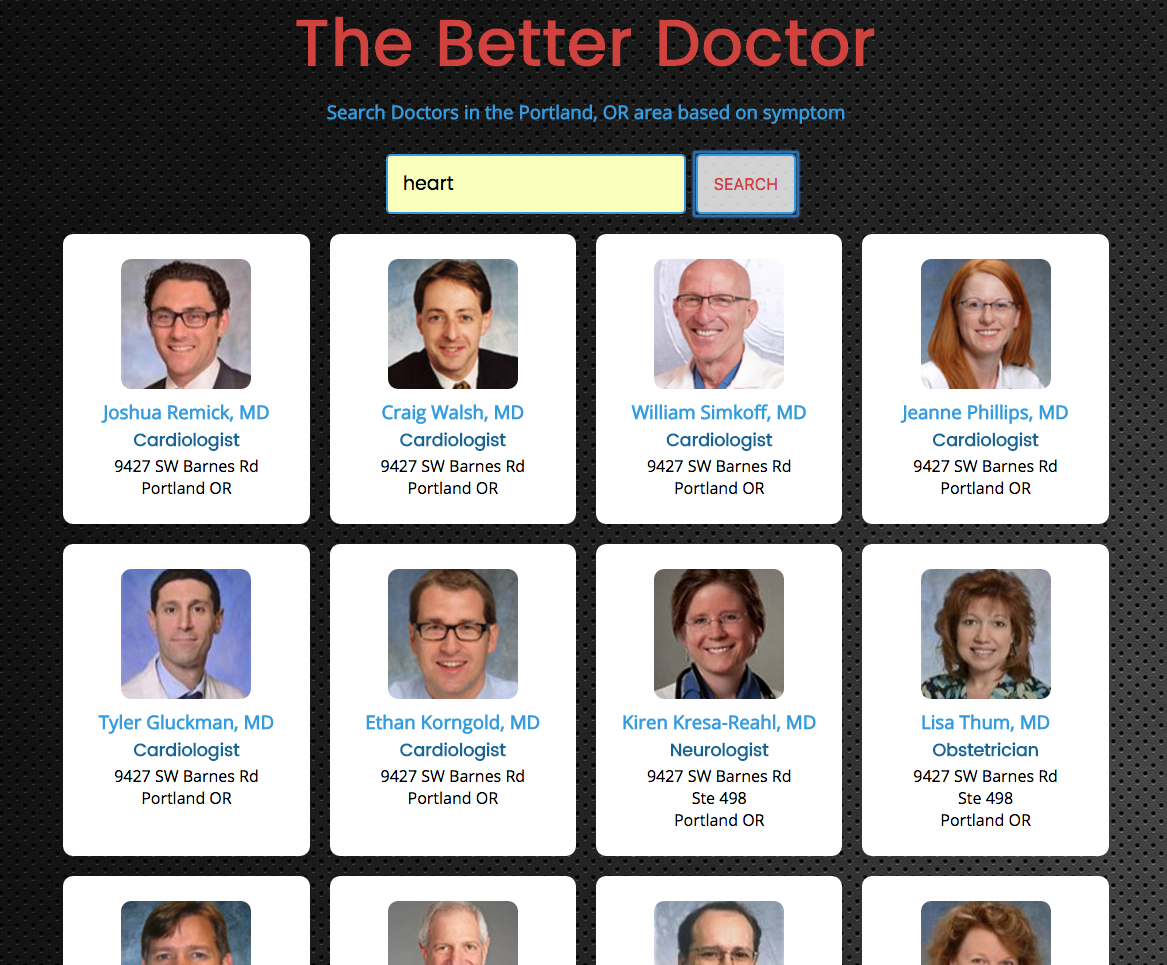 The Better Doctor
Search Doctors in the Portland, OR area based on symptom
heart
SEARCH
Joshua Remick, MD
Cardiologist
9427 SW Barnes Rd
Portland OR
Craig Walsh, MD
Cardiologist
9427 SW Barnes Rd
Portland OR
William Simkoff, MD
Cardiologist
9427 SW Barnes Rd
Portland OR
Jeanne Phillips, MD
Cardiologist
9427 SW Barnes Rd
Portland OR
Tyler Gluckman, MD
Cardiologist
9427 SW Barnes Rd
Portland OR
Ethan Korngold, MD
Cardiologist
9427 SW Barnes Rd
Portland OR
Kiren Kresa-Reahl, MD
Neurologist
9427 SW Barnes Rd
Ste 498
Portland OR
Lisa Thum, MD
Obstetrician
9427 SW Barnes Rd
Ste 498
Portland OR